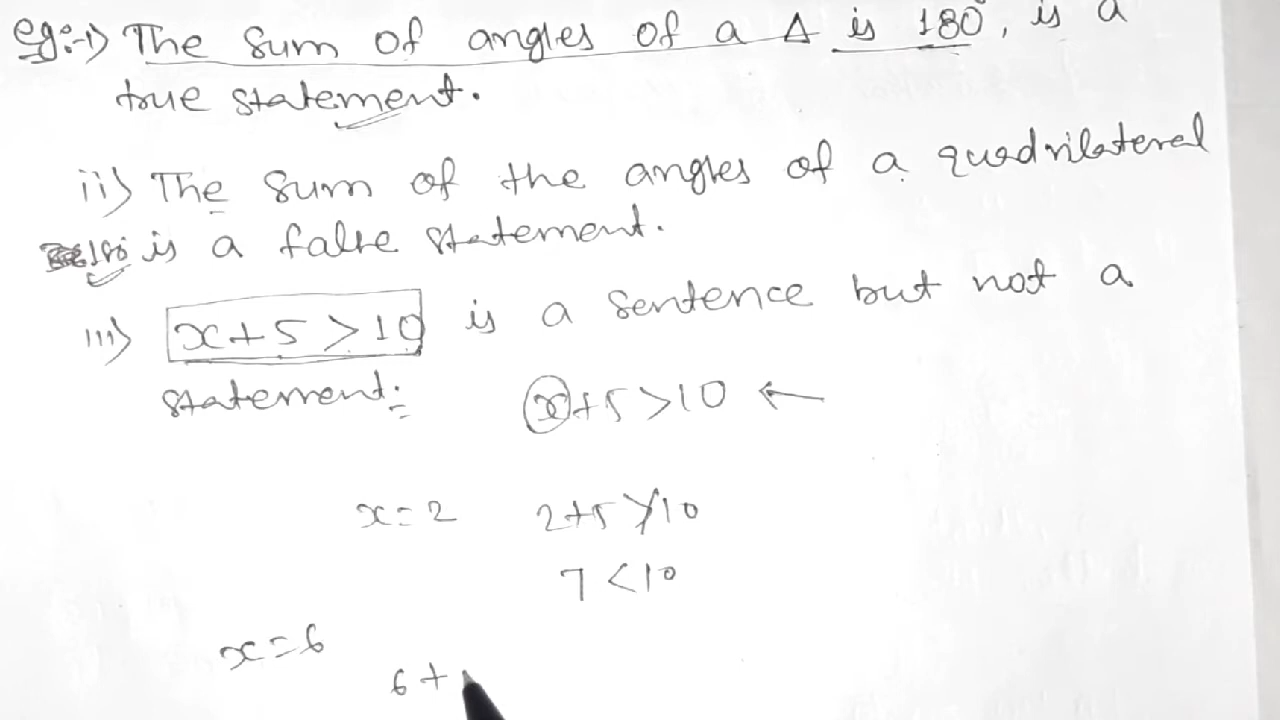 eg:-i) The Sum of angles of a Δ is 180°, is a
true statement.
ii) The Sum of the angles of a quadrilateral
180 is a false statement.
iii) x+5>10 is a sentence but not a
statement:
x+5>10 ←
x=2 2+5≯10
7<10
x=6
6+